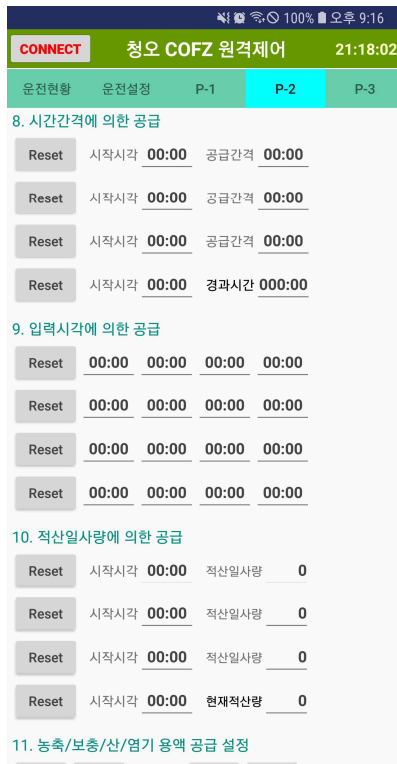 100% 오후 9:16
CONNECT 청오 COFZ 원격제어 21:18:02
운전현황 운전설정 P-1 P-2 P-3
8. 시간간격에 의한 공급
Reset 시작시각 00:00 공급간격 00:00
Reset 시작시각 00:00 공급간격 00:00
Reset 시작시각 00:00 공급간격 00:00
Reset 시작시각 00:00 경과시간 000:00
9. 입력시각에 의한 공급
Reset 00:00 00:00 00:00 00:00
Reset 00:00 00:00 00:00 00:00
Reset 00:00 00:00 00:00 00:00
Reset 00:00 00:00 00:00 00:00
10. 적산일사량에 의한 공급
Reset 시작시각 00:00 적산일사량 0
Reset 시작시각 00:00 적산일사량 0
Reset 시작시각 00:00 적산일사량 0
Reset 시작시각 00:00 현재적산량 0
11. 농축/보충/산/염기 용액 공급 설정